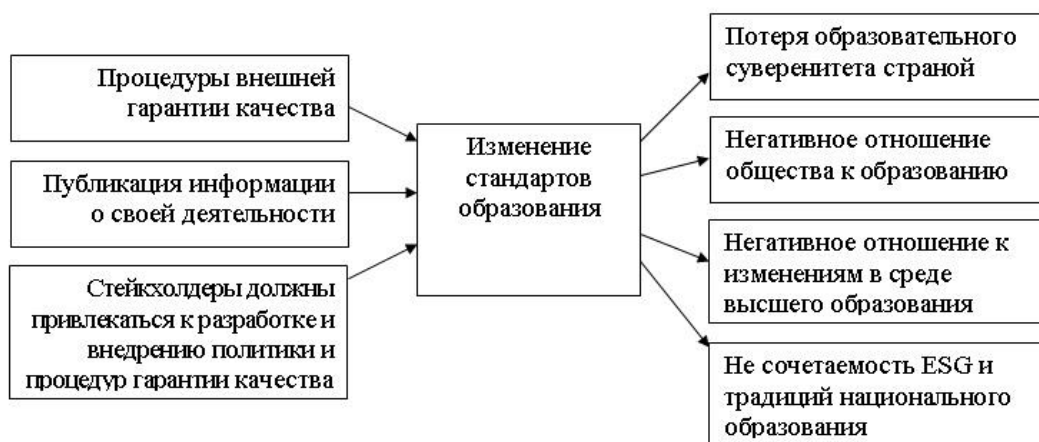 Процедуры внешней
гарантии качества
Публикация информации
о своей деятельности
Стейкхолдеры должны
привлекаться к разработке и
внедрению политики и
процедур гарантии качества
Изменение
стандартов
образования
Потеря образовательного
суверенитета страной
Негативное отношение
общества к образованию
Негативное отношение к
изменениям в среде
высшего образования
Не сочетаемость ESG и
традиций национального
образования